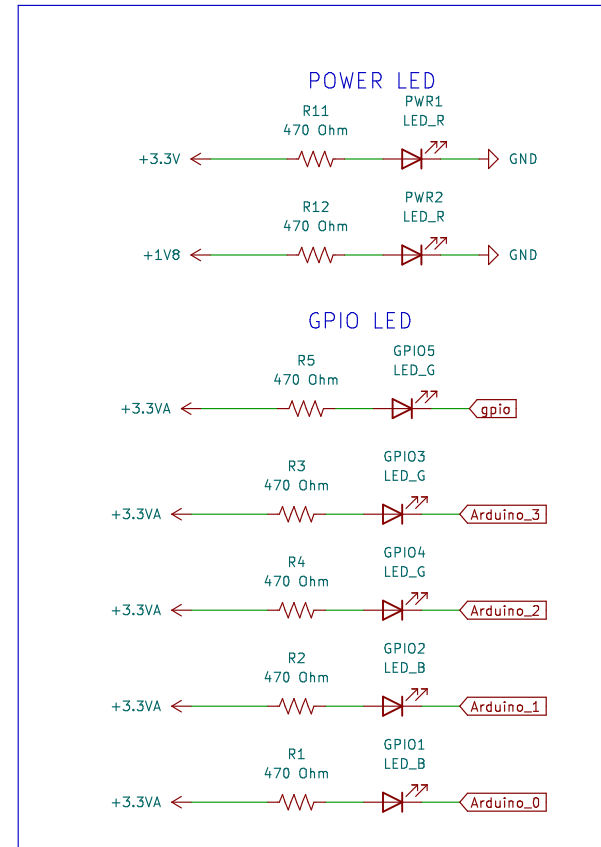 POWER LED
R11
470 Ohm
PWR1
LED_R
+3.3V
GND
R12
470 Ohm
PWR2
LED_R
+1V8
GND
GPIO LED
R5
470 Ohm
GPIO5
LED_G
+3.3VA
gpio
R3
470 Ohm
GPIO3
LED_G
+3.3VA
Arduino_3
R4
470 Ohm
GPIO4
LED_G
+3.3VA
Arduino_2
R2
470 Ohm
GPIO2
LED_B
+3.3VA
Arduino_1
R1
470 Ohm
GPIO1
LED_B
+3.3VA
Arduino_0